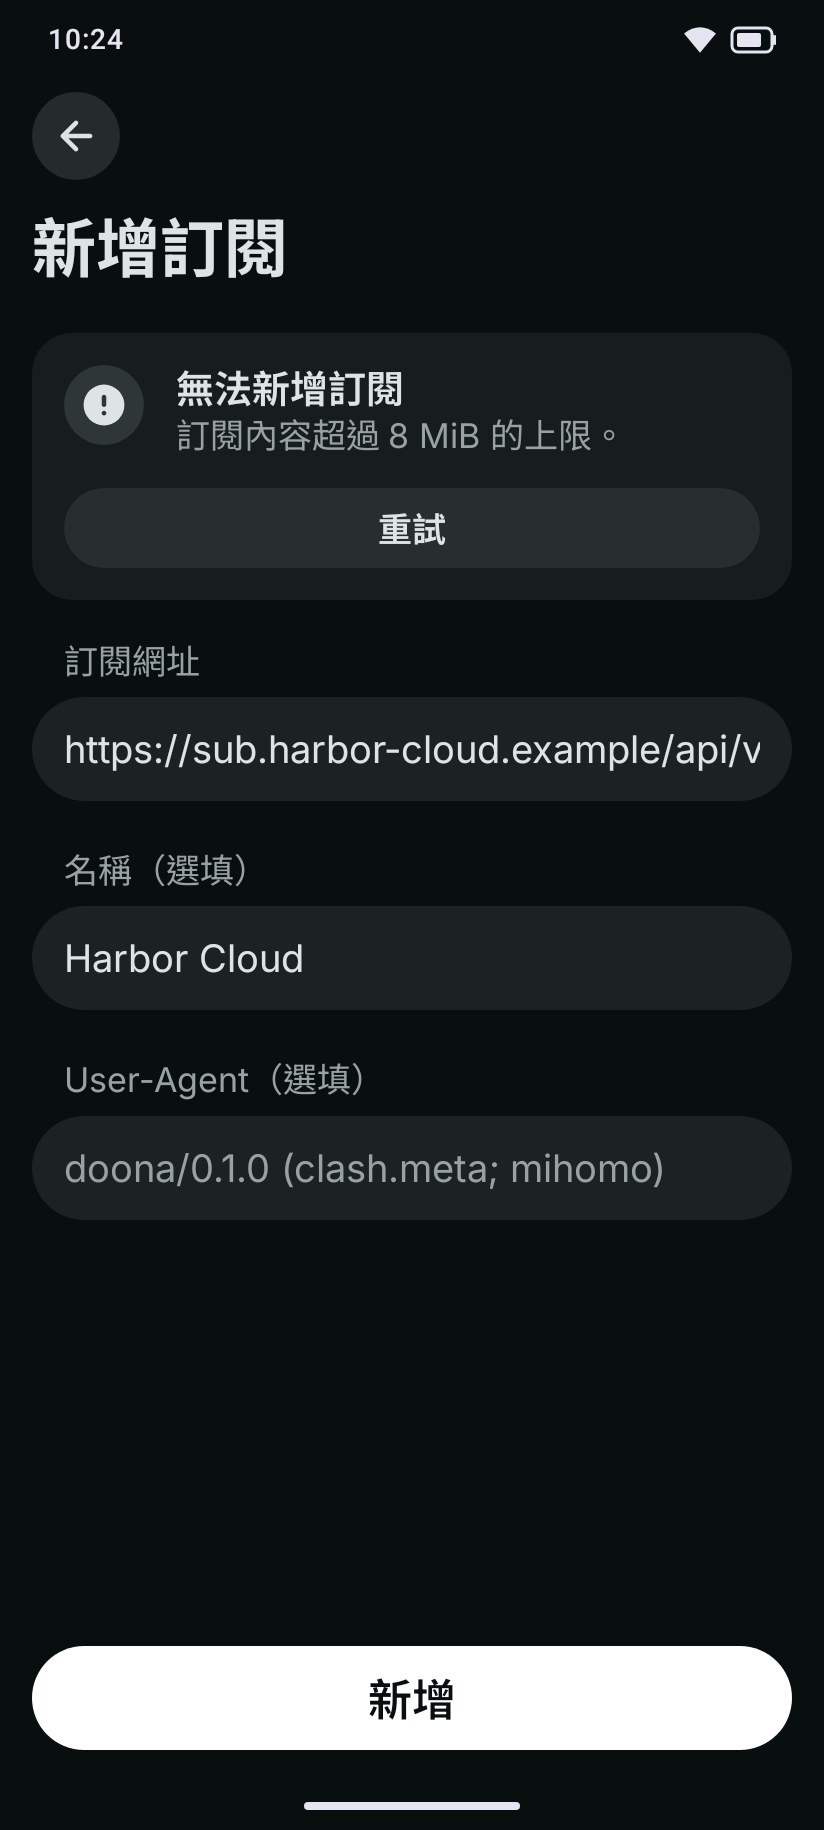 10:24
新增訂閱
無法新增訂閱
訂閱內容超過 8 MiB 的上限。
重試
訂閱網址
https://sub.harbor-cloud.example/api/v
名稱（選填）
Harbor Cloud
User-Agent（選填）
doona/0.1.0 (clash.meta; mihomo)
新增